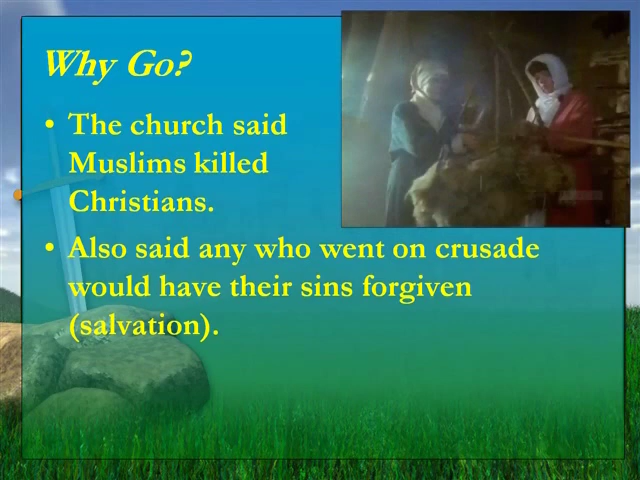 Why Go?
• The church said
Muslims killed
Christians.
• Also said any who went on crusade
would have their sins forgiven
(salvation).